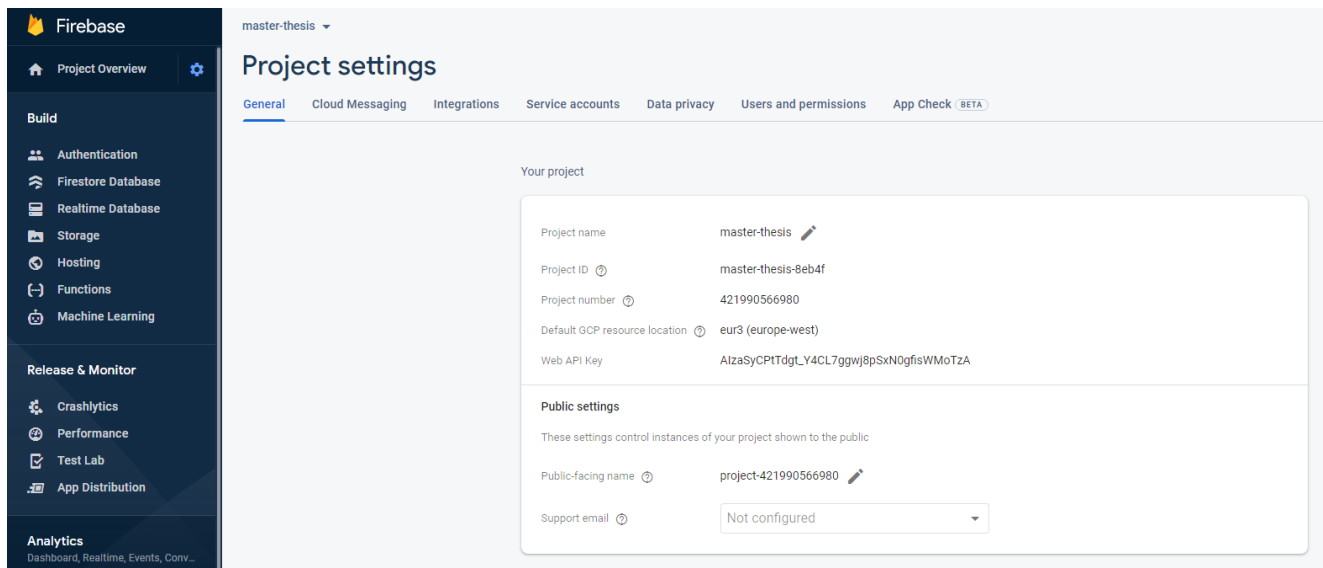 Firebase
Project Overview
Build
Authentication
Firestore Database
Realtime Database
Storage
Hosting
Functions
Machine Learning
Release & Monitor
Crashlytics
Performance
Test Lab
App Distribution
Analytics
Dashboard, Realtime, Events, Conv...
master-thesis
Project settings
General Cloud Messaging Integrations Service accounts Data privacy Users and permissions App Check BETA
Your project
Project name master-thesis
Project ID master-thesis-8eb4f
Project number 421990566980
Default GCP resource location eur3 (europe-west)
Web API Key AIzaSyCPtTdgt_Y4CL7ggwj8pSxN0gfisWMoTzA
Public settings
These settings control instances of your project shown to the public
Public-facing name project-421990566980
Support email Not configured